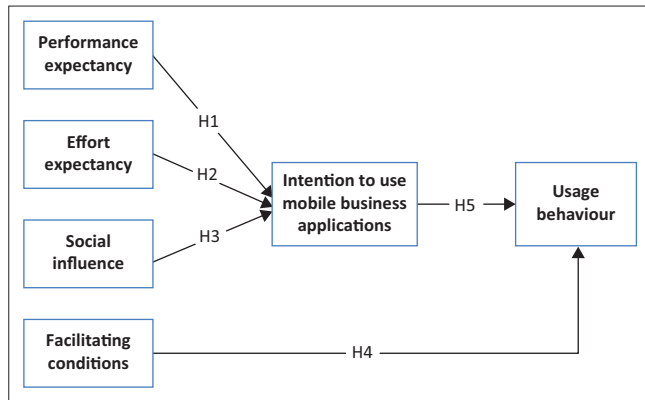 Performance
expectancy
H1
Effort
expectancy
H2
Intention to use
mobile business
applications
H5
Usage
behaviour
Social
influence
H3
Facilitating
conditions
H4